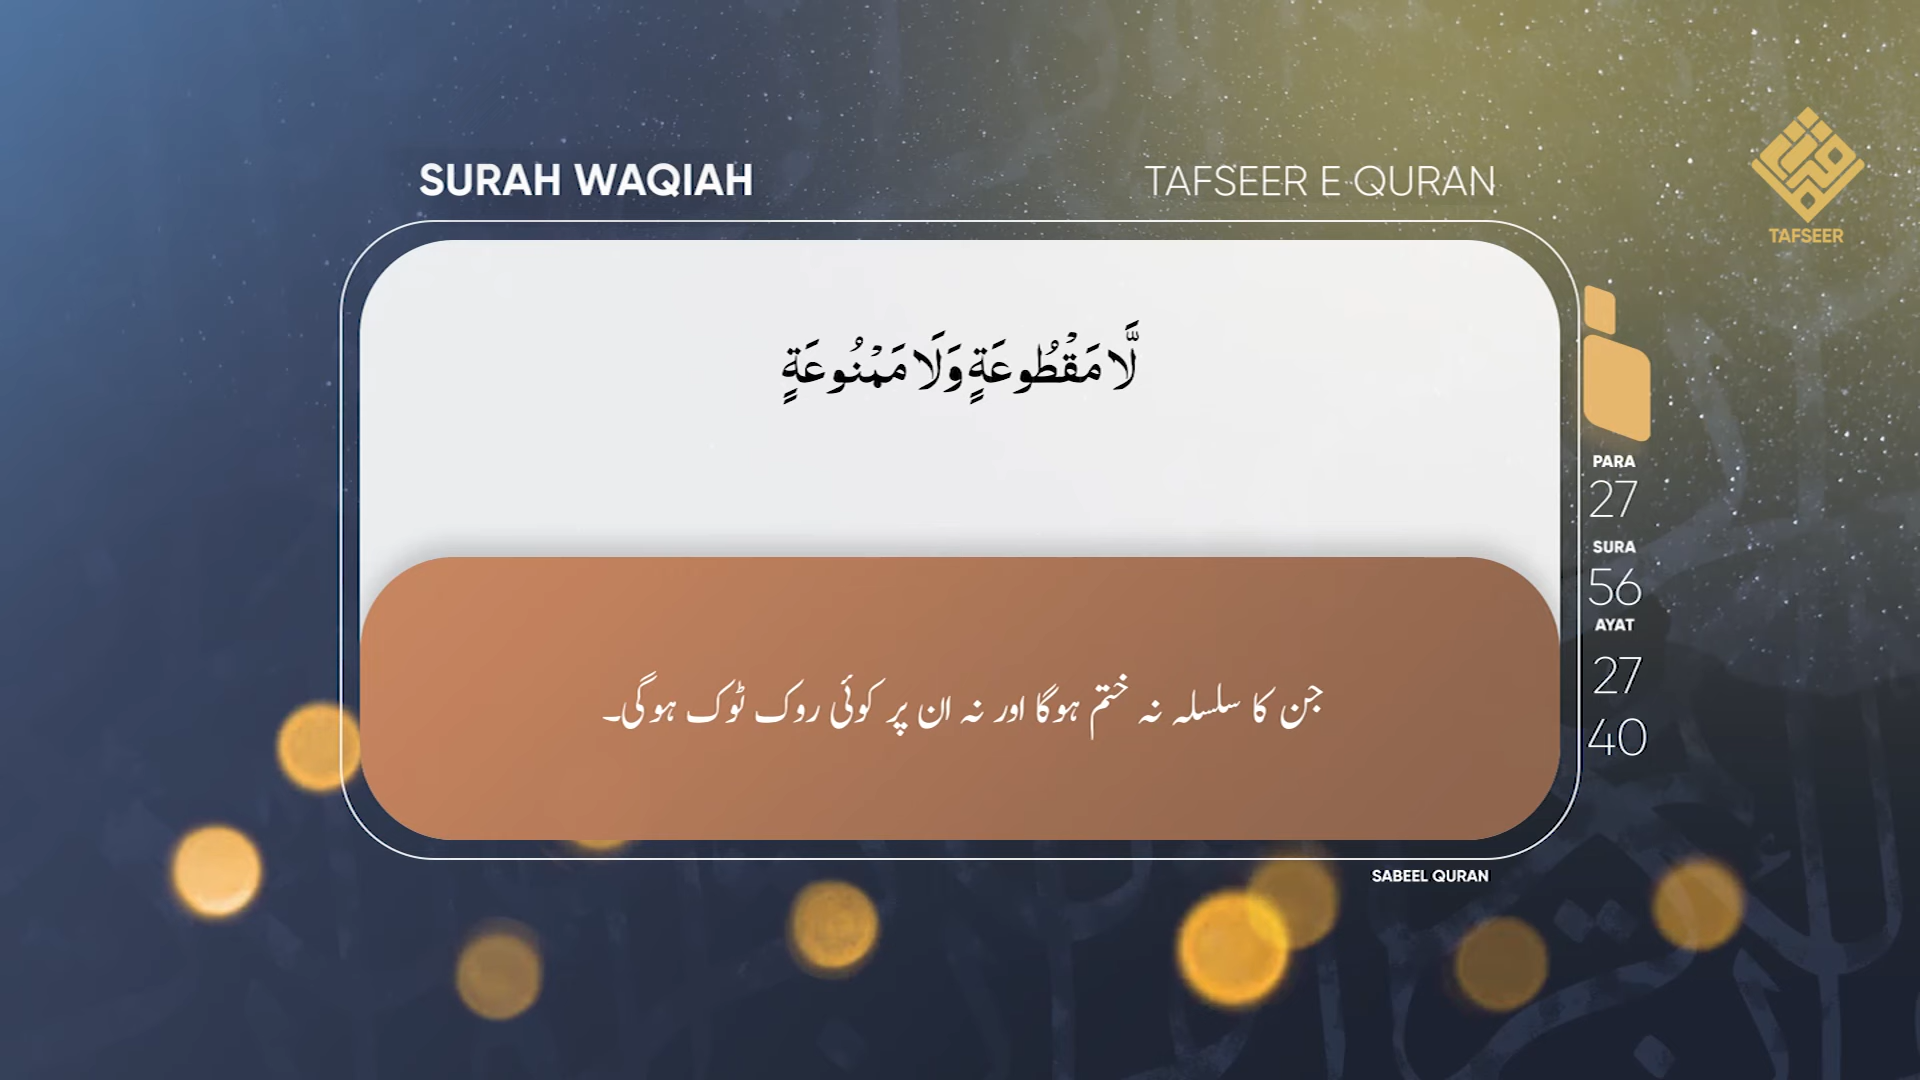 SURAH WAQIAH
TAFSEER E QURAN
TAFSEER
لَّا مَقْطُوعَةٍ وَلَا مَمْنُوعَةٍ
جن کا سلسلہ نہ ختم ہوگا اور نہ ان پر کوئی روک ٹوک ہوگی۔
PARA
27
SURA
56
AYAT
27
40
SABEEL QURAN